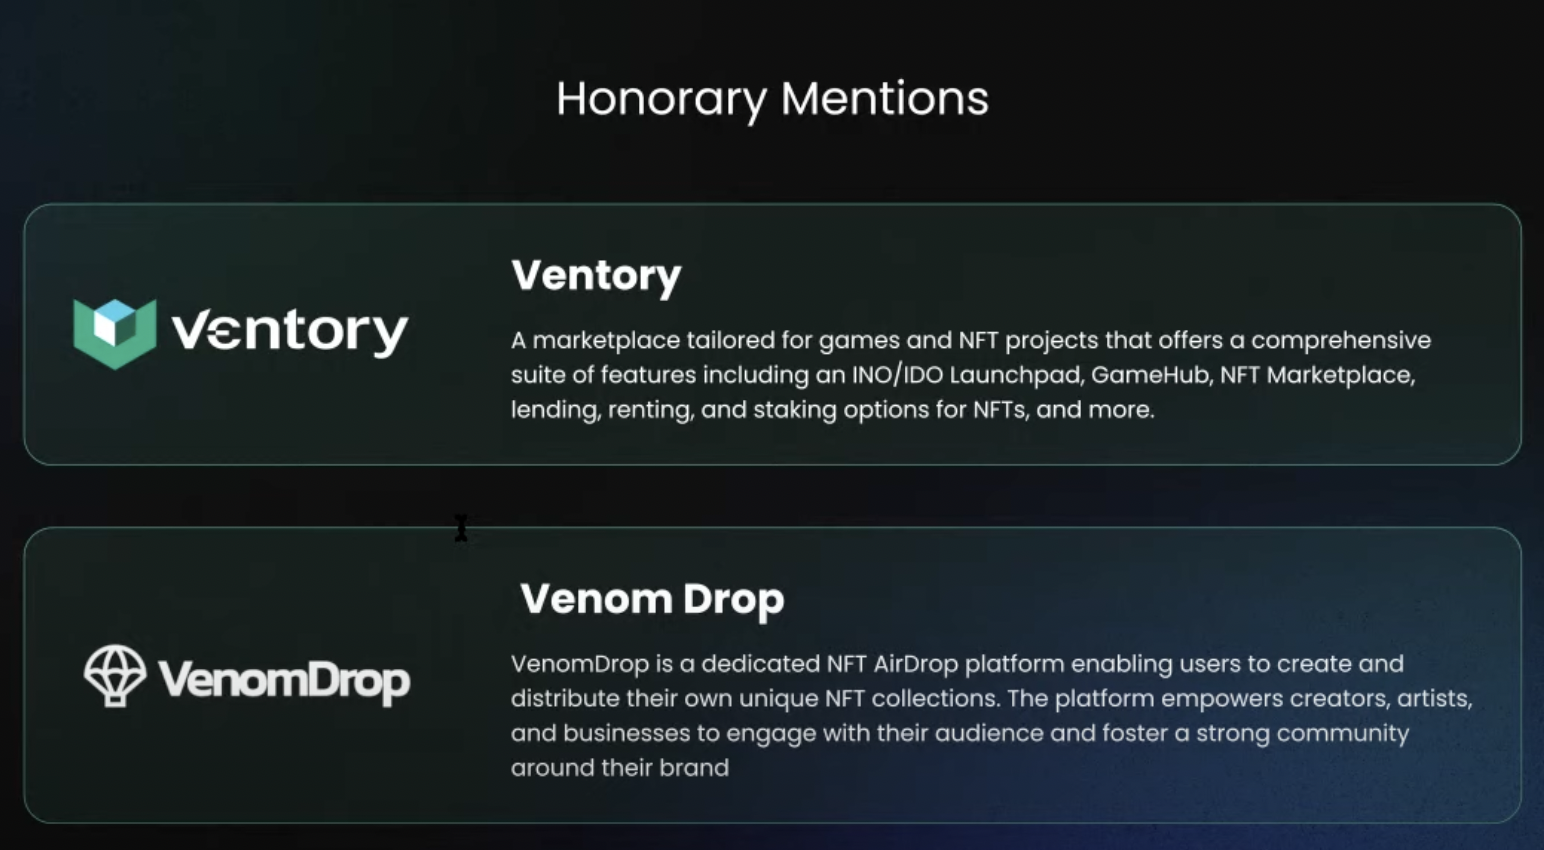 Honorary Mentions
Ventory
Ventory
A marketplace tailored for games and NFT projects that offers a comprehensive
suite of features including an INO/IDO Launchpad, GameHub, NFT Marketplace,
lending, renting, and staking options for NFTs, and more.
Venom Drop
VenomDrop
VenomDrop is a dedicated NFT AirDrop platform enabling users to create and
distribute their own unique NFT collections. The platform empowers creators, artists,
and businesses to engage with their audience and foster a strong community
around their brand